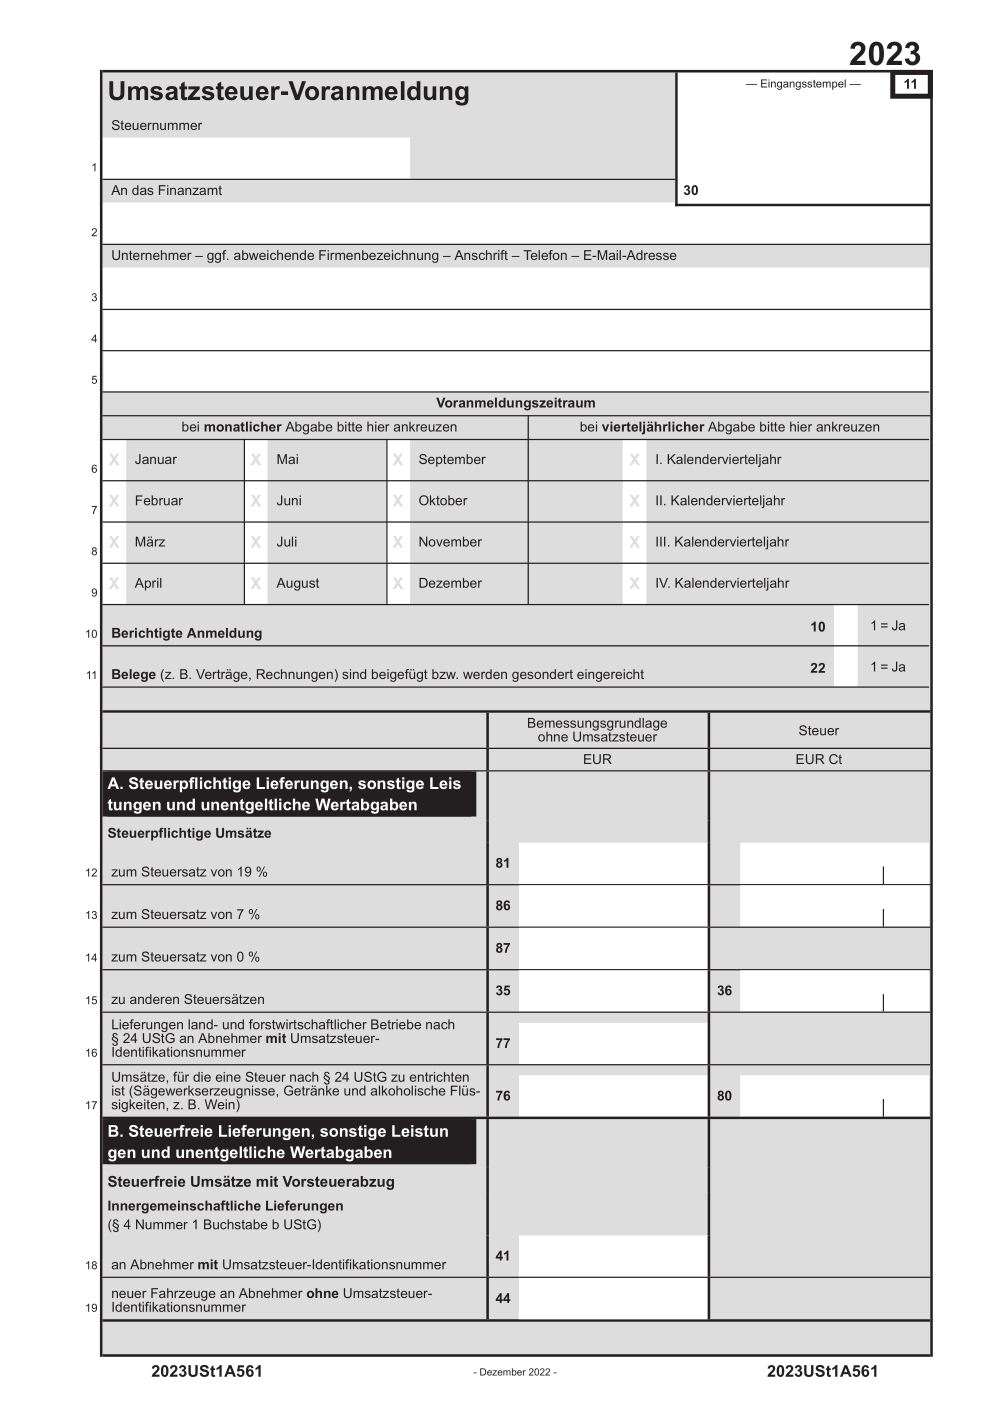 2023
Umsatzsteuer-Voranmeldung
— Eingangsstempel —
11
Steuernummer
1
An das Finanzamt
30
2
Unternehmer – ggf. abweichende Firmenbezeichnung – Anschrift – Telefon – E-Mail-Adresse
3
4
5
Voranmeldungszeitraum
bei monatlicher Abgabe bitte hier ankreuzen
bei vierteljährlicher Abgabe bitte hier ankreuzen
6 X Januar X Mai X September X I. Kalendervierteljahr
7 X Februar X Juni X Oktober X II. Kalendervierteljahr
8 X März X Juli X November X III. Kalendervierteljahr
9 X April X August X Dezember X IV. Kalendervierteljahr
10 Berichtigte Anmeldung 10 1 = Ja
11 Belege (z. B. Verträge, Rechnungen) sind beigefügt bzw. werden gesondert eingereicht 22 1 = Ja
Bemessungsgrundlage
ohne Umsatzsteuer
Steuer
EUR
EUR Ct
A. Steuerpflichtige Lieferungen, sonstige Leis
tungen und unentgeltliche Wertabgaben
Steuerpflichtige Umsätze
12 zum Steuersatz von 19 % 81
13 zum Steuersatz von 7 % 86
14 zum Steuersatz von 0 % 87
15 zu anderen Steuersätzen 35 36
Lieferungen land- und forstwirtschaftlicher Betriebe nach
§ 24 UStG an Abnehmer mit Umsatzsteuer-
16 Identifikationsnummer 77
Umsätze, für die eine Steuer nach § 24 UStG zu entrichten
ist (Sägewerkserzeugnisse, Getränke und alkoholische Flüs-
17 sigkeiten, z. B. Wein) 76 80
B. Steuerfreie Lieferungen, sonstige Leistun
gen und unentgeltliche Wertabgaben
Steuerfreie Umsätze mit Vorsteuerabzug
Innergemeinschaftliche Lieferungen
(§ 4 Nummer 1 Buchstabe b UStG)
18 an Abnehmer mit Umsatzsteuer-Identifikationsnummer 41
neuer Fahrzeuge an Abnehmer ohne Umsatzsteuer-
19 Identifikationsnummer 44
2023USt1A561
- Dezember 2022 -
2023USt1A561